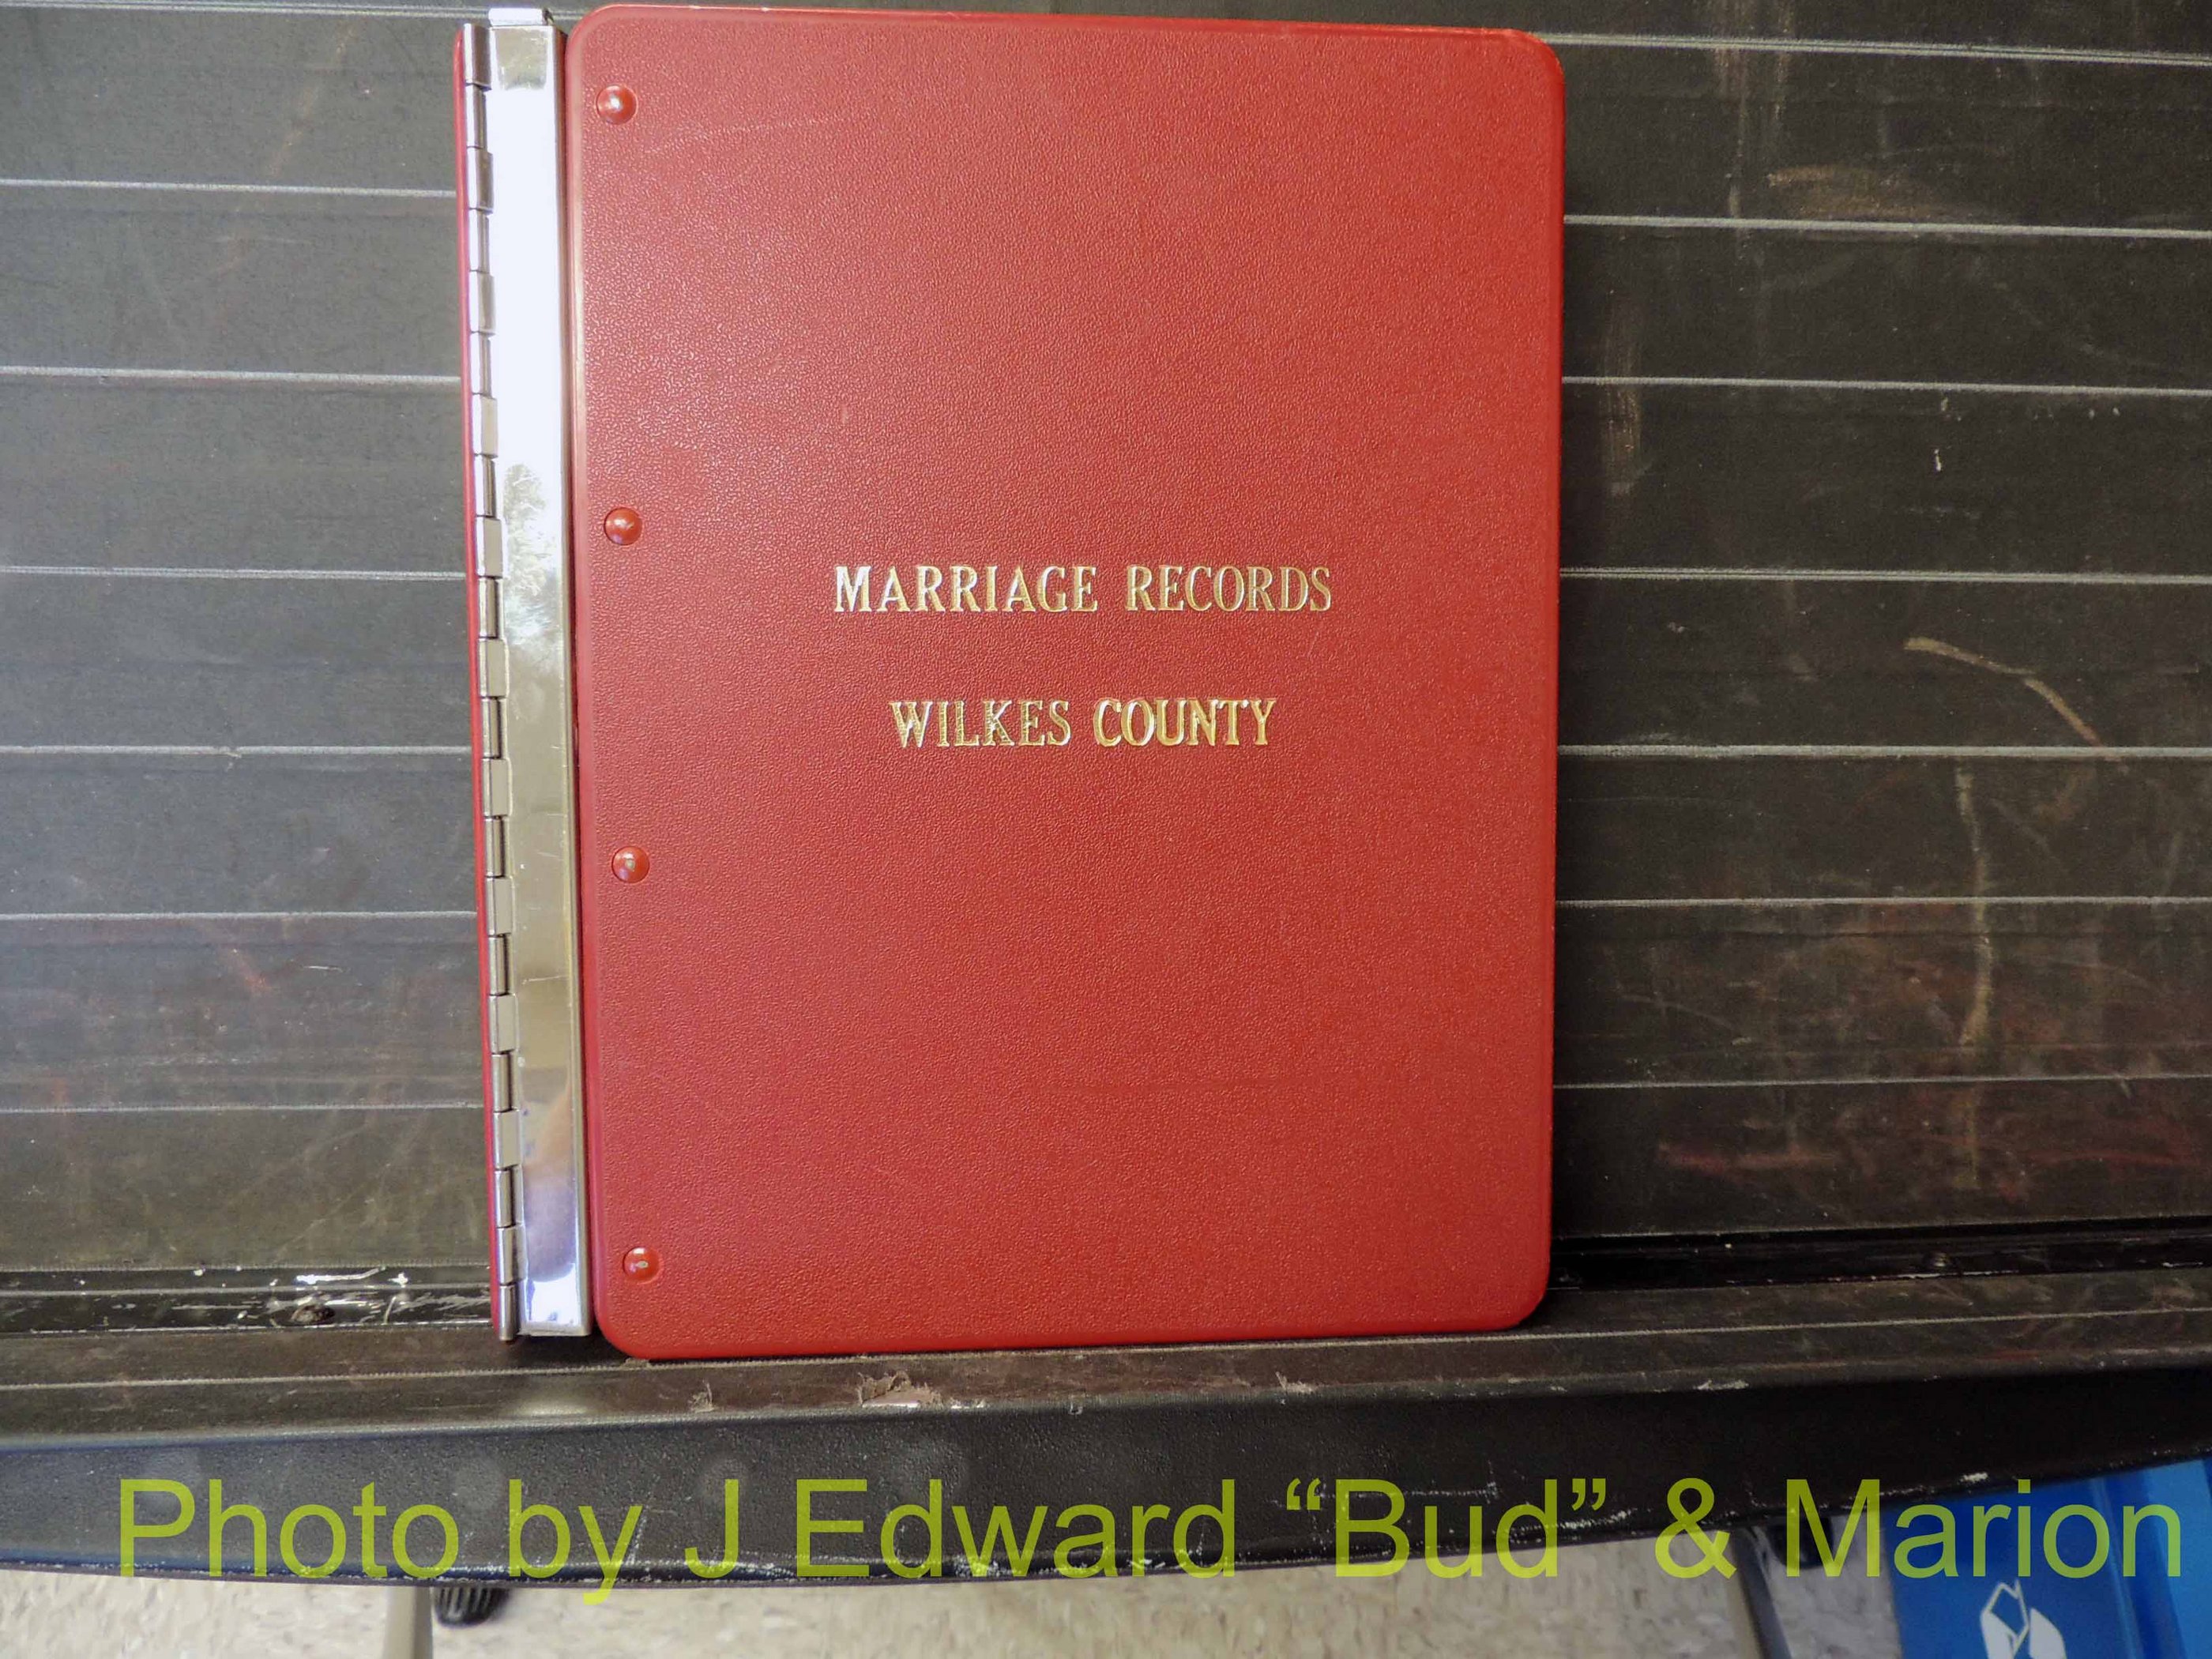 MARRIAGE RECORDS
WILKES COUNTY
Photo by J Edward “Bud” & Marion